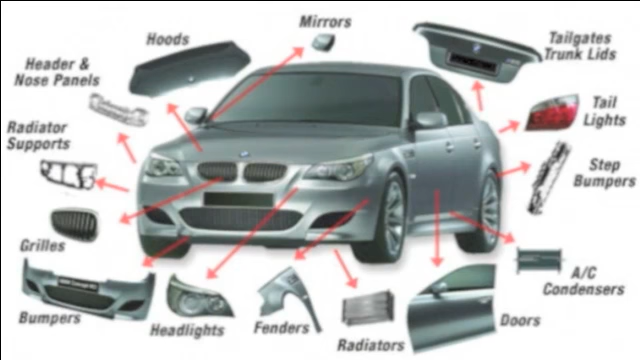 Mirrors
Hoods
Tailgates
Trunk Lids
Header &
Nose Panels
Tail
Lights
Radiator
Supports
Step
Bumpers
Grilles
A/C
Condensers
Bumpers
Headlights
Fenders
Radiators
Doors